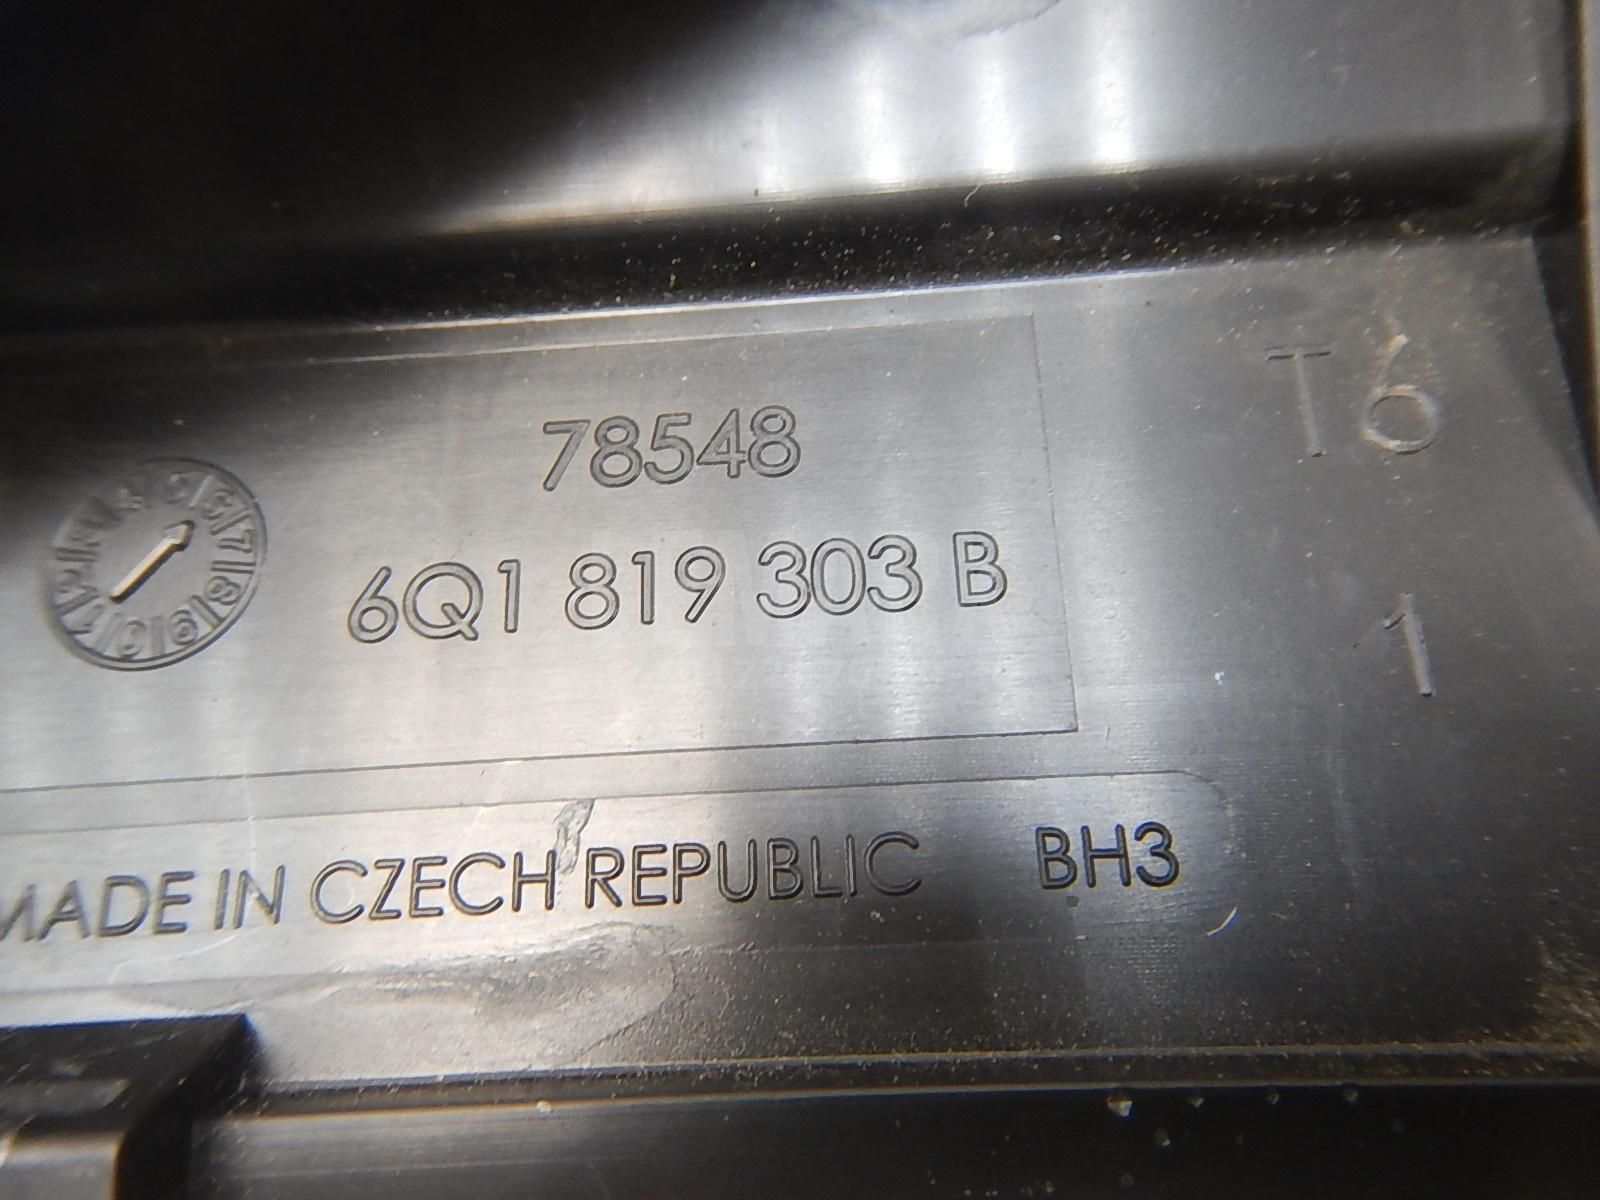 78548
T6
6Q1 819 303 B
1
MADE IN CZECH REPUBLIC BH3